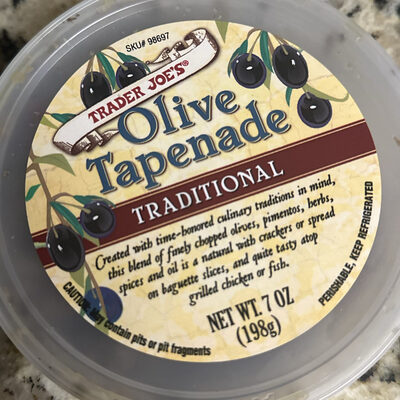 SKU# 98697
TRADER JOE'S®
Olive
Tapenade
TRADITIONAL
Created with time-honored culinary traditions in mind,
this blend of finely chopped olives, pimentos, herbs,
spices and oil is a natural with crackers or spread
on baguette slices, and quite tasty atop
grilled chicken or fish.
NET WT. 7 OZ
(198g)
CAUTION: May contain pits or pit fragments
PERISHABLE, KEEP REFRIGERATED